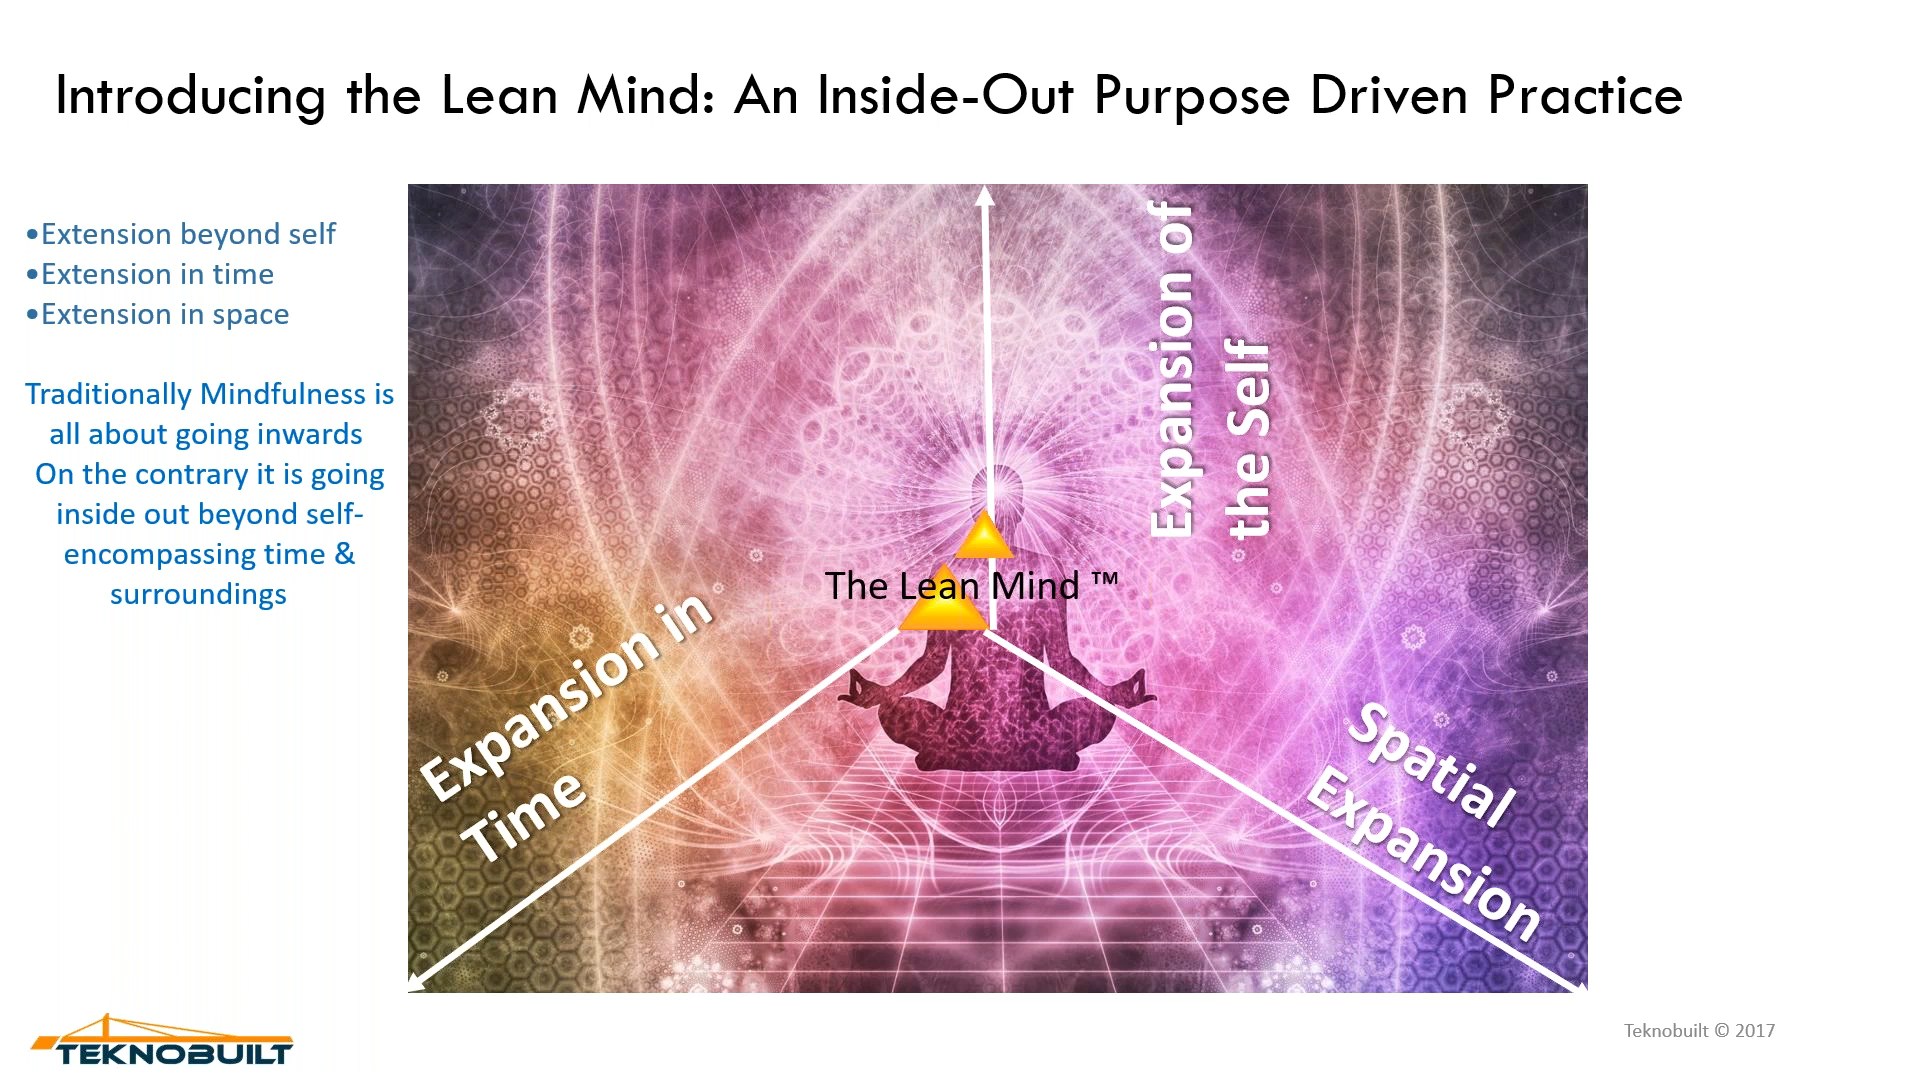 Introducing the Lean Mind: An Inside-Out Purpose Driven Practice
•Extension beyond self
•Extension in time
•Extension in space
Traditionally Mindfulness is
all about going inwards
On the contrary it is going
inside out beyond self-
encompassing time &
surroundings
Expansion of
the Self
The Lean Mind ™
Expansion in
Time
Spatial
Expansion
TEKNOBUILT
Teknobuilt © 2017